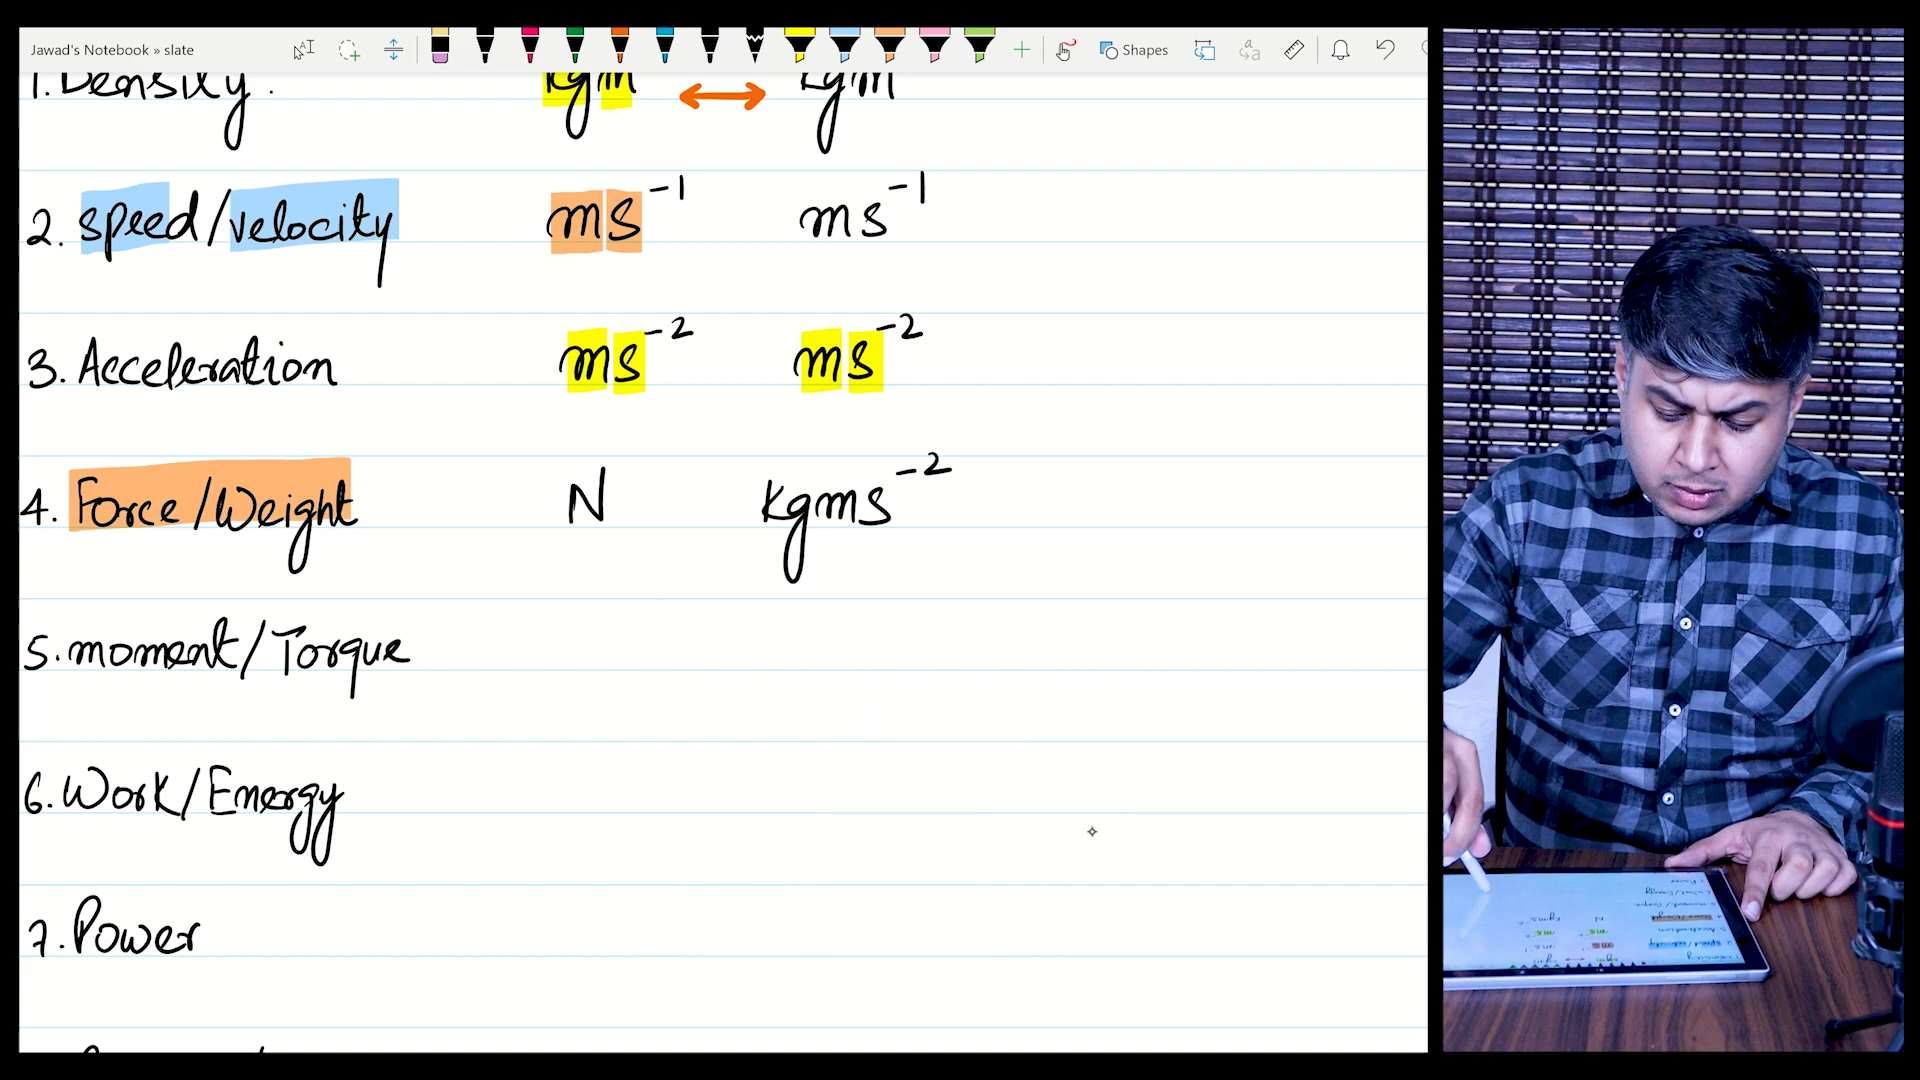 Jawad's Notebook » slate
Shapes
1. Density. kgm kgm
2. speed/velocity ms⁻¹ ms⁻¹
3. Acceleration ms⁻² ms⁻²
4. Force/Weight N kgms⁻²
5. moment/Torque
6. Work/Energy
7. Power